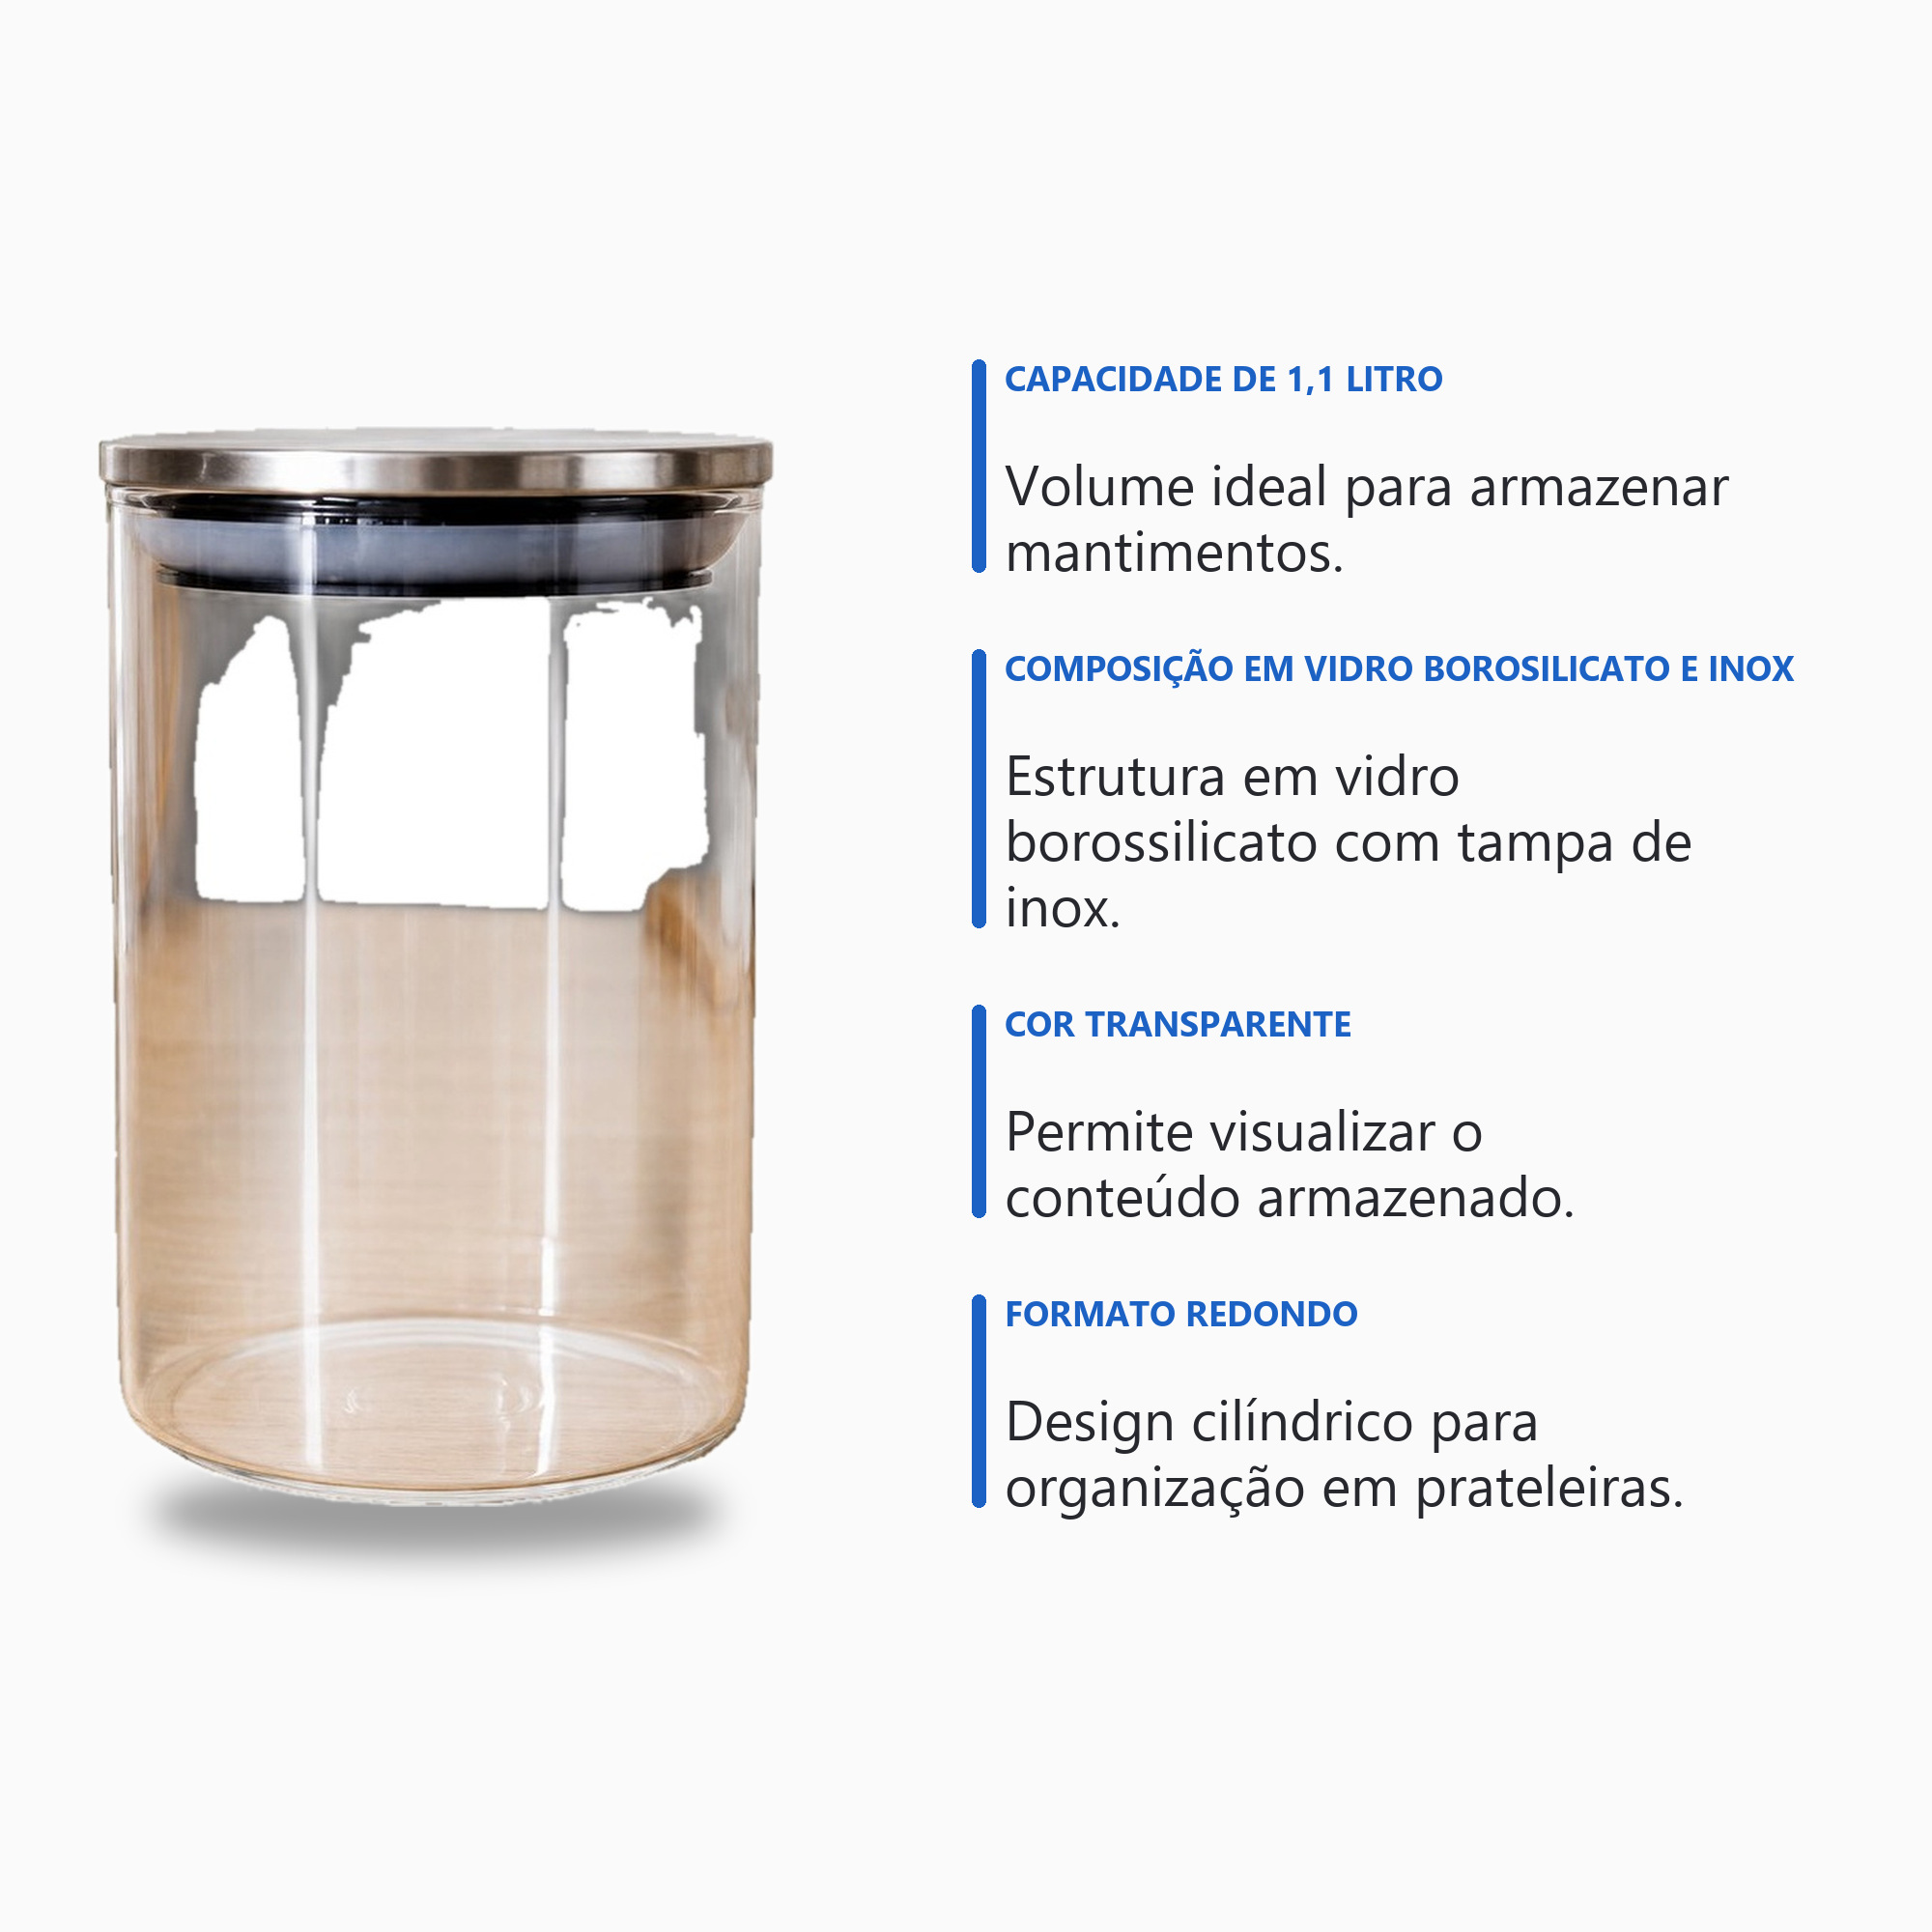 CAPACIDADE DE 1,1 LITRO
Volume ideal para armazenar
mantimentos.
COMPOSIÇÃO EM VIDRO BOROSILICATO E INOX
Estrutura em vidro
borossilicato com tampa de
inox.
COR TRANSPARENTE
Permite visualizar o
conteúdo armazenado.
FORMATO REDONDO
Design cilíndrico para
organização em prateleiras.